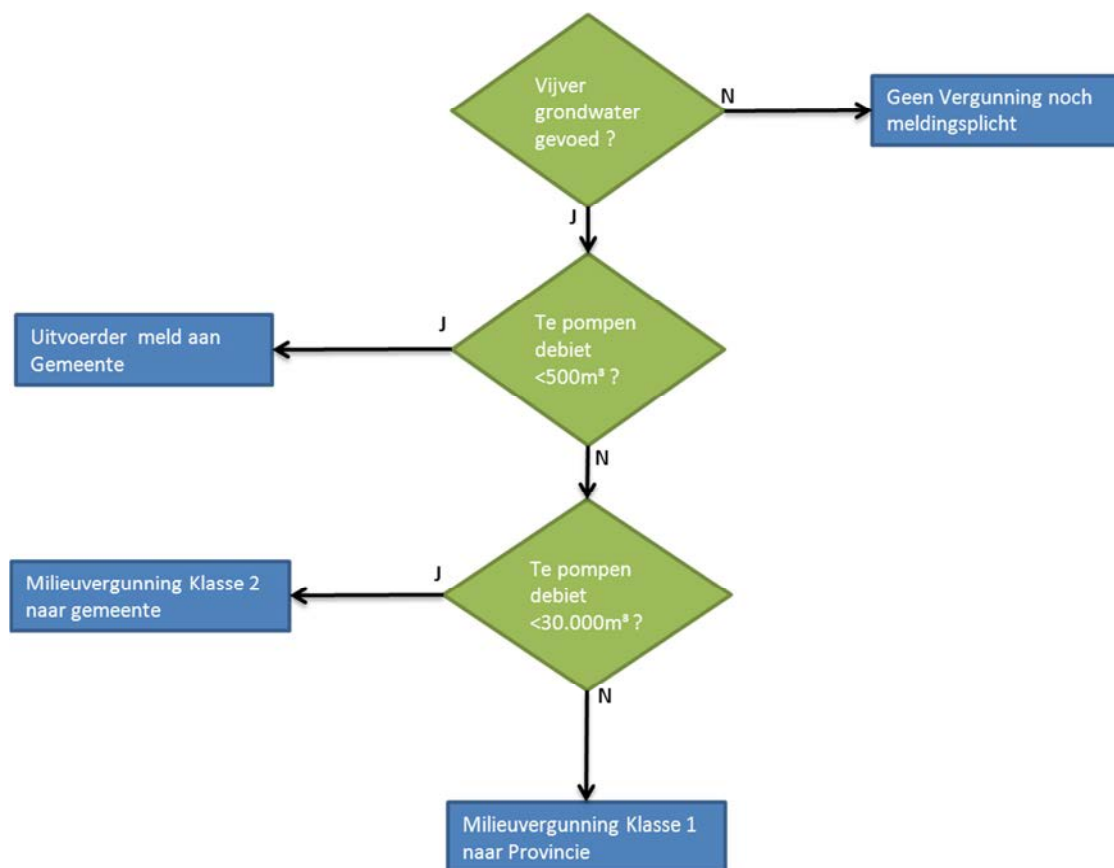 Vijver
grondwater
gevoed ?
N
Geen Vergunning noch
meldingsplicht
J
Te pompen
debiet
<500m³ ?
J
Uitvoerder  meld aan
Gemeente
N
Te pompen
debiet
<30.000m³ ?
J
Milieuvergunning Klasse 2
naar gemeente
N
Milieuvergunning Klasse 1
naar Provincie